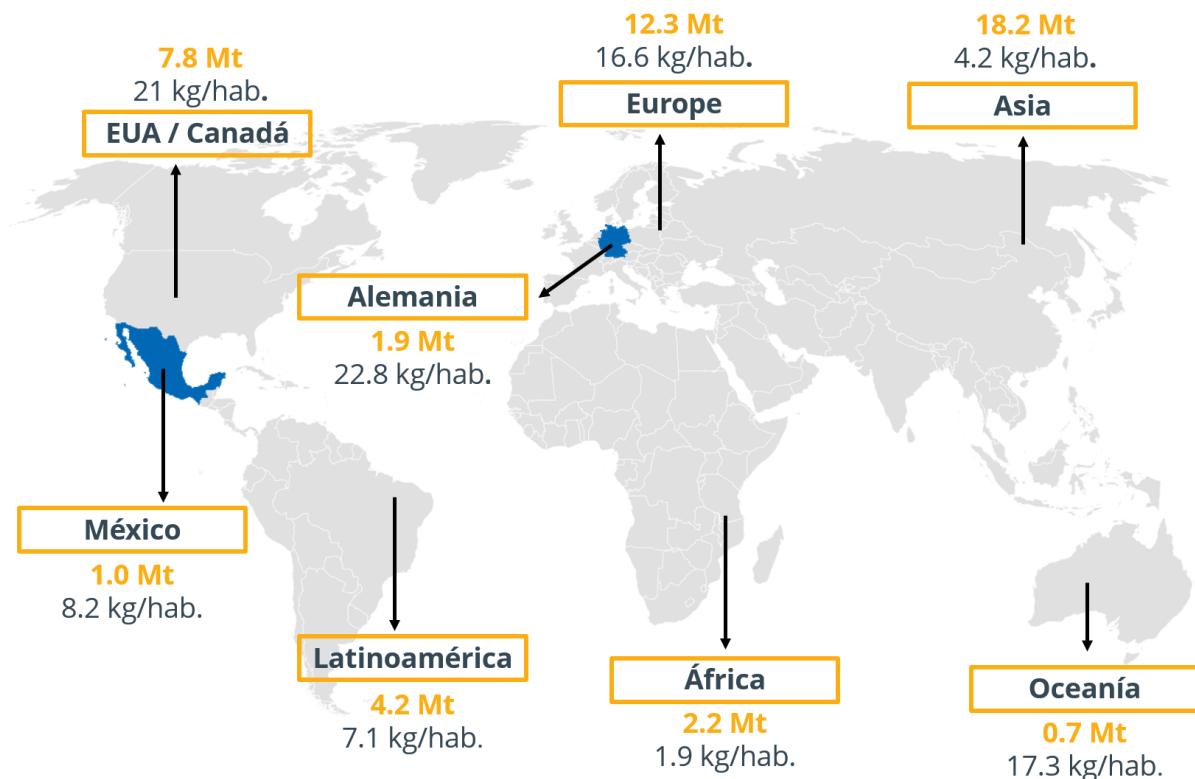 7.8 Mt
21 kg/hab.
EUA / Canadá
12.3 Mt
16.6 kg/hab.
Europe
18.2 Mt
4.2 kg/hab.
Asia
Alemania
1.9 Mt
22.8 kg/hab.
México
1.0 Mt
8.2 kg/hab.
Latinoamérica
4.2 Mt
7.1 kg/hab.
África
2.2 Mt
1.9 kg/hab.
Oceanía
0.7 Mt
17.3 kg/hab.